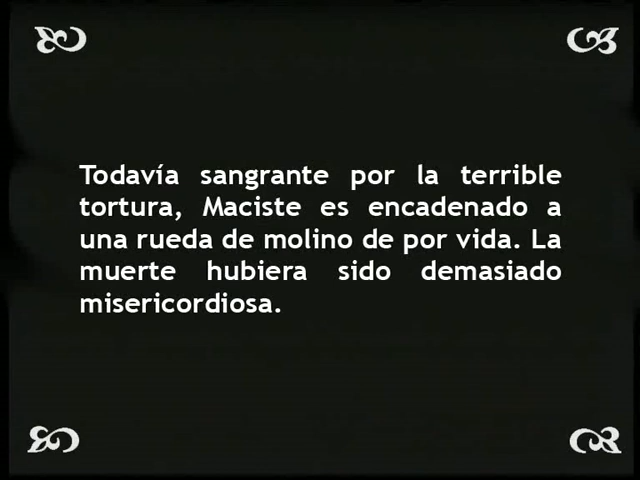 Todavía sangrante por la terrible
tortura, Maciste es encadenado a
una rueda de molino de por vida. La
muerte hubiera sido demasiado
misericordiosa.